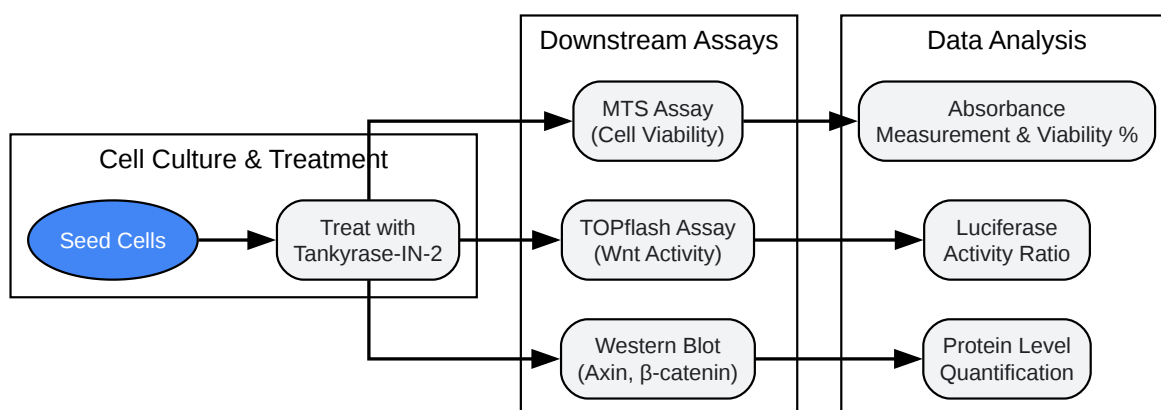 Downstream Assays
Data Analysis
MTS Assay
(Cell Viability)
Absorbance
Measurement & Viability %
Cell Culture & Treatment
Seed Cells
Treat with
Tankyrase-IN-2
TOPflash Assay
(Wnt Activity)
Luciferase
Activity Ratio
Western Blot
(Axin, β-catenin)
Protein Level
Quantification